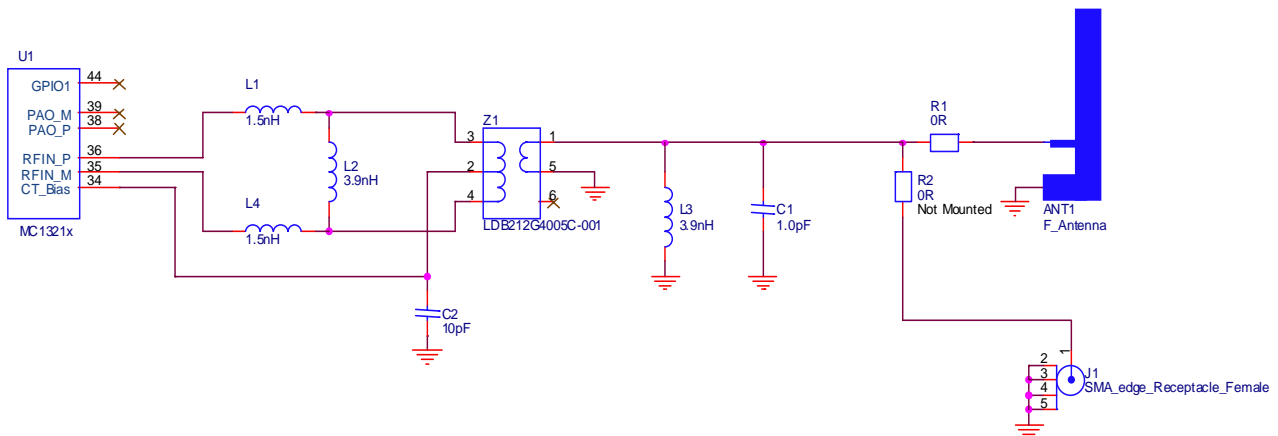 U1
GPIO1 44
PAO_M 39
PAO_P 38
RFIN_P 36
RFIN_M 35
CT_Bias 34
MC1321x
L1
1.5nH
L2
3.9nH
L4
1.5nH
C2
10pF
Z1
3
2
4
1
5
6
LDB212G4005C-001
L3
3.9nH
C1
1.0pF
R1
0R
R2
0R
Not Mounted
ANT1
F_Antenna
1
2
3
4
5
J1
SMA_edge_Receptacle_Female